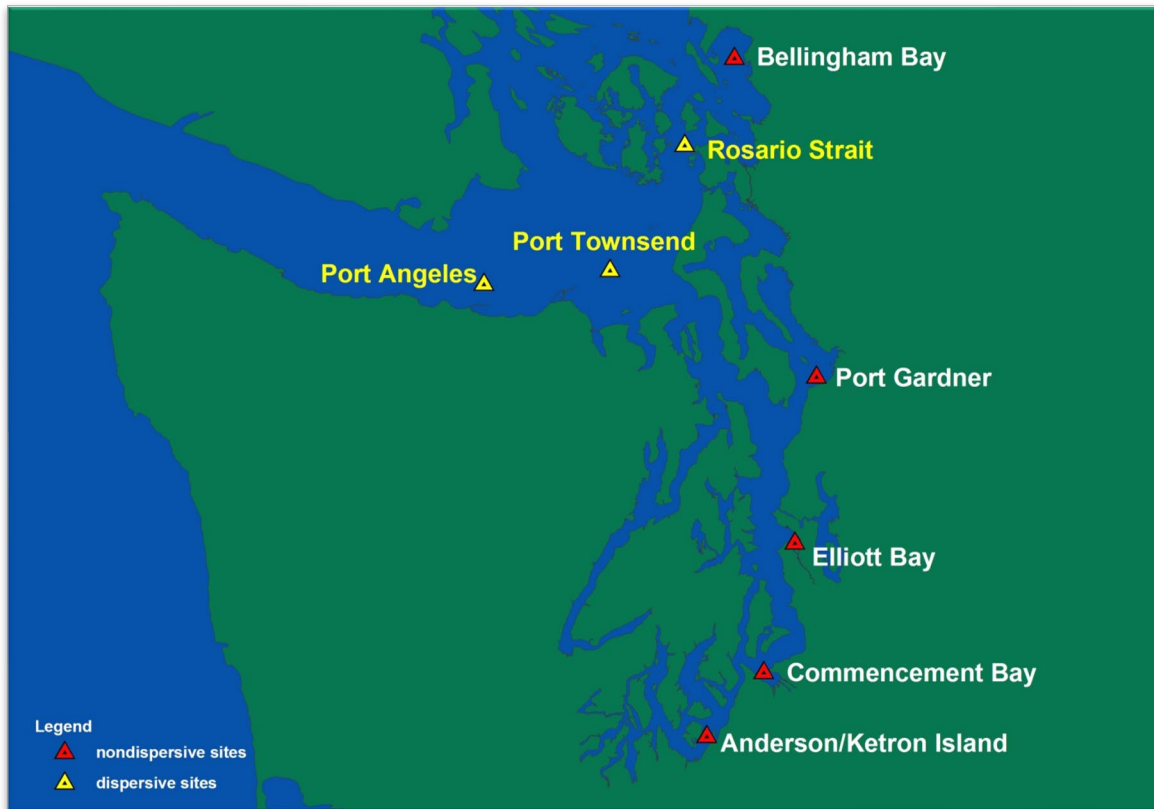 Bellingham Bay
Rosario Strait
Port Townsend
Port Angeles
Port Gardner
Elliott Bay
Commencement Bay
Anderson/Ketron Island
Legend
nondispersive sites
dispersive sites